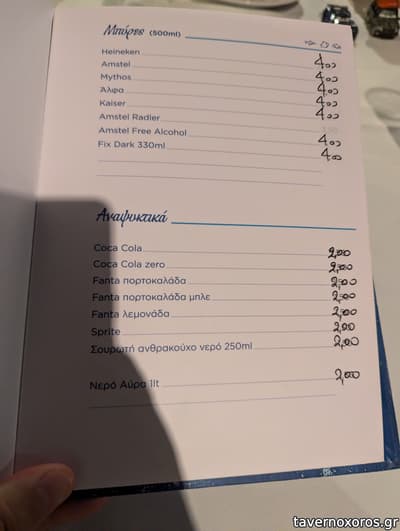 Μπύρες (500ml)
Heineken 4,00
Amstel 4,00
Mythos 4,00
Άλφα 4,00
Kaiser 4,00
Amstel Radler
Amstel Free Alcohol 4,00
Fix Dark 330ml 4,00
Αναψυκτικά
Coca Cola 2,00
Coca Cola zero 2,00
Fanta πορτοκαλάδα 2,00
Fanta πορτοκαλάδα μπλε 2,00
Fanta λεμονάδα 2,00
Sprite 2,00
Σουρωτή ανθρακούχο νερό 250ml 2,00
Νερό Αύρα 1lt 2,00
tavernoxoros.gr